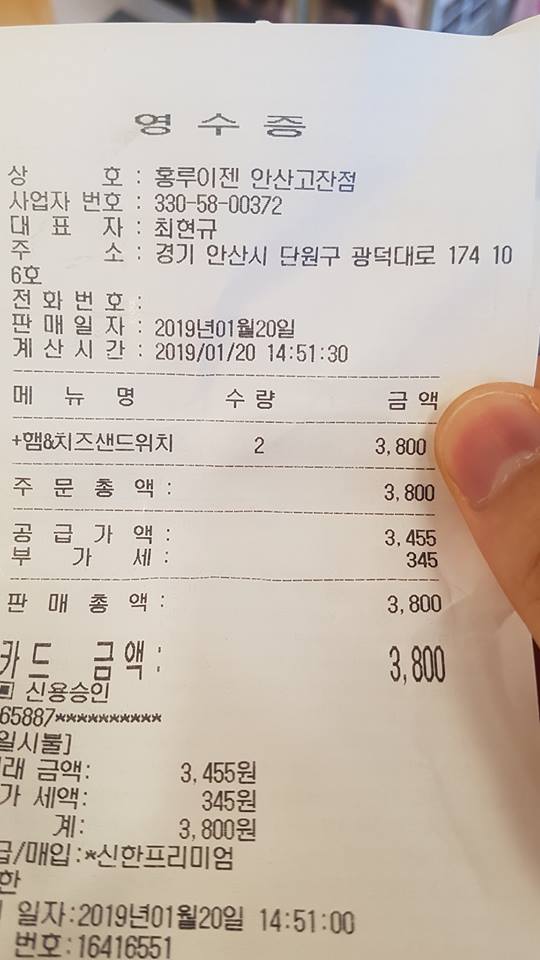 영 수 증
상 호 : 홍루이젠 안산고잔점
사업자 번호 : 330-58-00372
대 표 자 : 최현규
주 소 : 경기 안산시 단원구 광덕대로 174 10
6호
전 화 번 호 :
판 매 일 자 : 2019년01월20일
계 산 시 간 : 2019/01/20 14:51:30
메 뉴 명 수 량 금 액
+햄&치즈샌드위치 2 3,800
주 문 총 액 : 3,800
공 급 가 액 : 3,455
부 가 세 : 345
판 매 총 액 : 3,800
카드 금액 : 3,800
신용승인
65887**********
일시불]
래 금액: 3,455원
가 세액: 345원
계: 3,800원
급/매입:*신한프리미엄
한
일자:2019년01월20일 14:51:00
번호:16416551